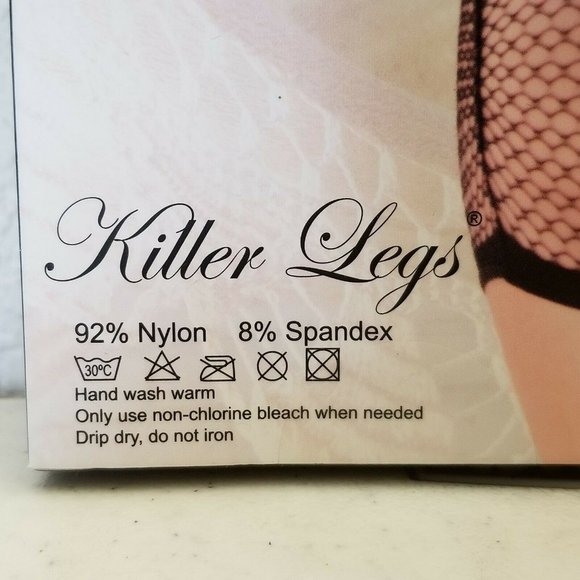 Killer Legs®
92% Nylon 8% Spandex
30ºC
Hand wash warm
Only use non-chlorine bleach when needed
Drip dry, do not iron